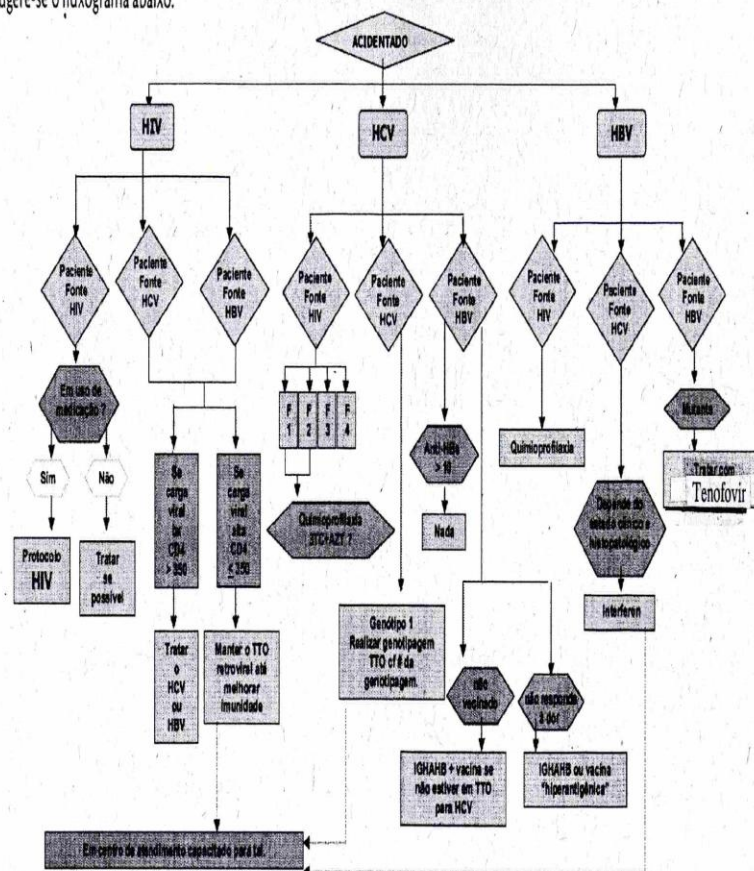 ugere-se o fluxograma abaixo.
ACIDENTADO
HIV
HCV
HBV
Paciente
Fonte
HIV
Paciente
Fonte
HCV
Paciente
Fonte
HBV
Paciente
Fonte
HIV
Paciente
Fonte
HCV
Paciente
Fonte
HBV
Paciente
Fonte
HIV
Paciente
Fonte
HCV
Paciente
Fonte
HBV
Em uso de
medicação ?
Sim
Não
Protocolo
HIV
Tratar
se
possível
Se
carga
viral
CD4
> 350
Se
carga
viral
alta
CD4
Tratar
o
HCV
ou
HBV
Manter o TTO
retroviral até
melhorar
imunidade
F
1
F
2
F
3
F
4
Quimioprofilaxia
3TC+AZT ?
Genótipo 1
Realizar genotipagem
TTO cf # da
genotipagem.
Anti-HBs
> 10
Nada
não
vacinado
não responde
à dor
IGHAHB + vacina se
não estiver em TTO
para HCV
IGHAHB ou vacina
"hiperantigênica"
Quimioprofilaxia
Depende do
estado clínico e
histopatológico
Interferen
Mutante
Tratar com
Tenofovir
Em centro de atendimento capacitado para tal.